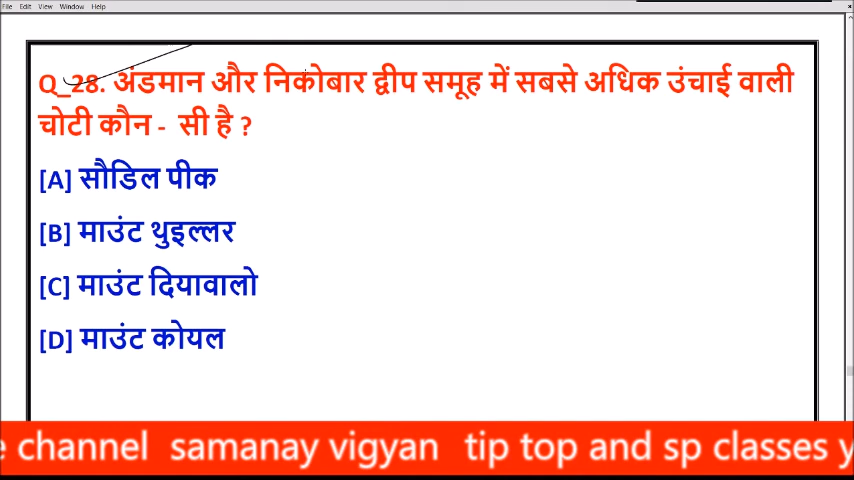 File Edit View Window Help
Q_28. अंडमान और निकोबार द्वीप समूह में सबसे अधिक उंचाई वाली
चोटी कौन - सी है ?
[A] सौडिल पीक
[B] माउंट थुइल्लर
[C] माउंट दियावालो
[D] माउंट कोयल
e channel samanay vigyan tip top and sp classes y